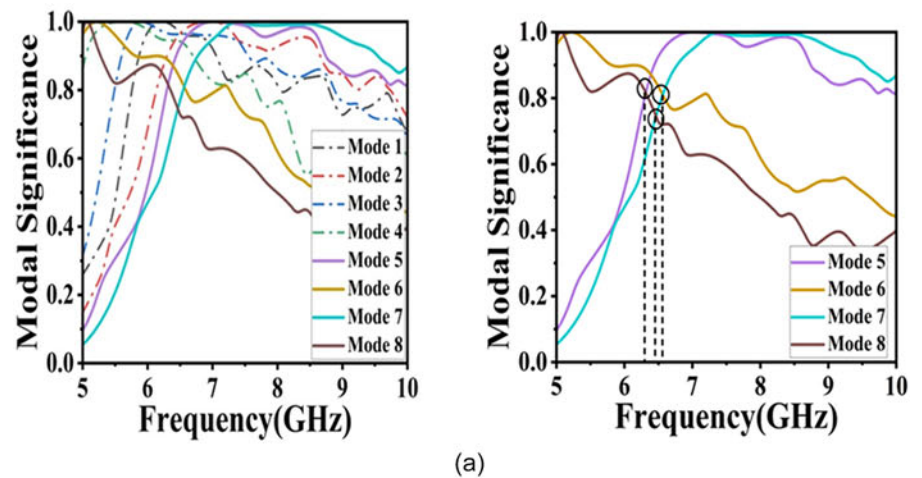 Modal Significance
1.0
0.8
0.6
0.4
0.2
0.0
Mode 1
Mode 2
Mode 3
Mode 4
Mode 5
Mode 6
Mode 7
Mode 8
5 6 7 8 9 10
Frequency(GHz)
Modal Significance
1.0
0.8
0.6
0.4
0.2
0.0
Mode 5
Mode 6
Mode 7
Mode 8
5 6 7 8 9 10
Frequency(GHz)
(a)